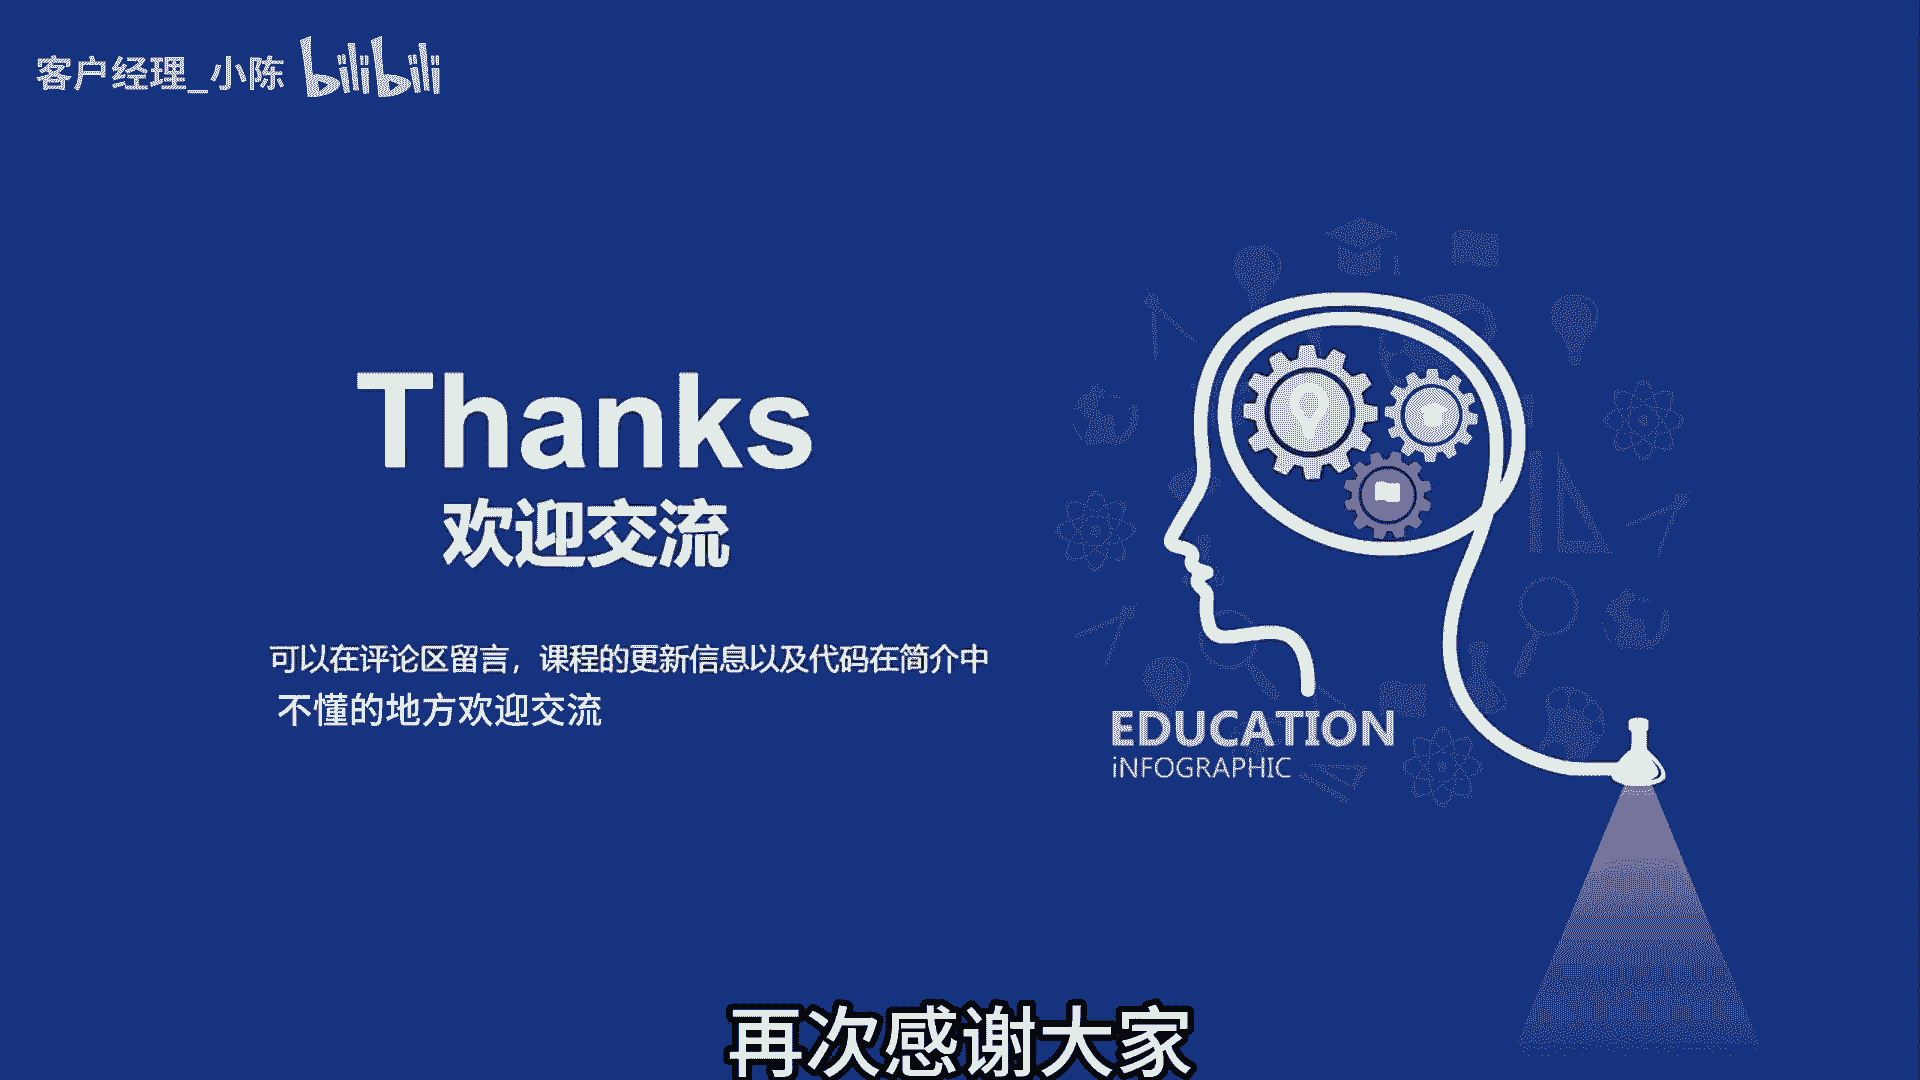 客户经理_小陈 bilibili
Thanks
欢迎交流
可以在评论区留言，课程的更新信息以及代码在简介中
不懂的地方欢迎交流
EDUCATION
iNFOGRAPHIC
再次感谢大家